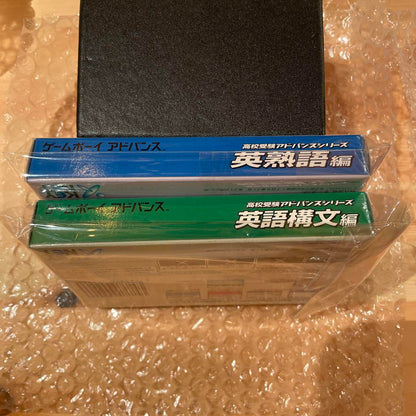 ゲームボーイ アドバンス
高校受験アドバンスシリーズ
英熟語編
ゲームボーイ アドバンス
高校受験アドバンスシリーズ
英語構文編